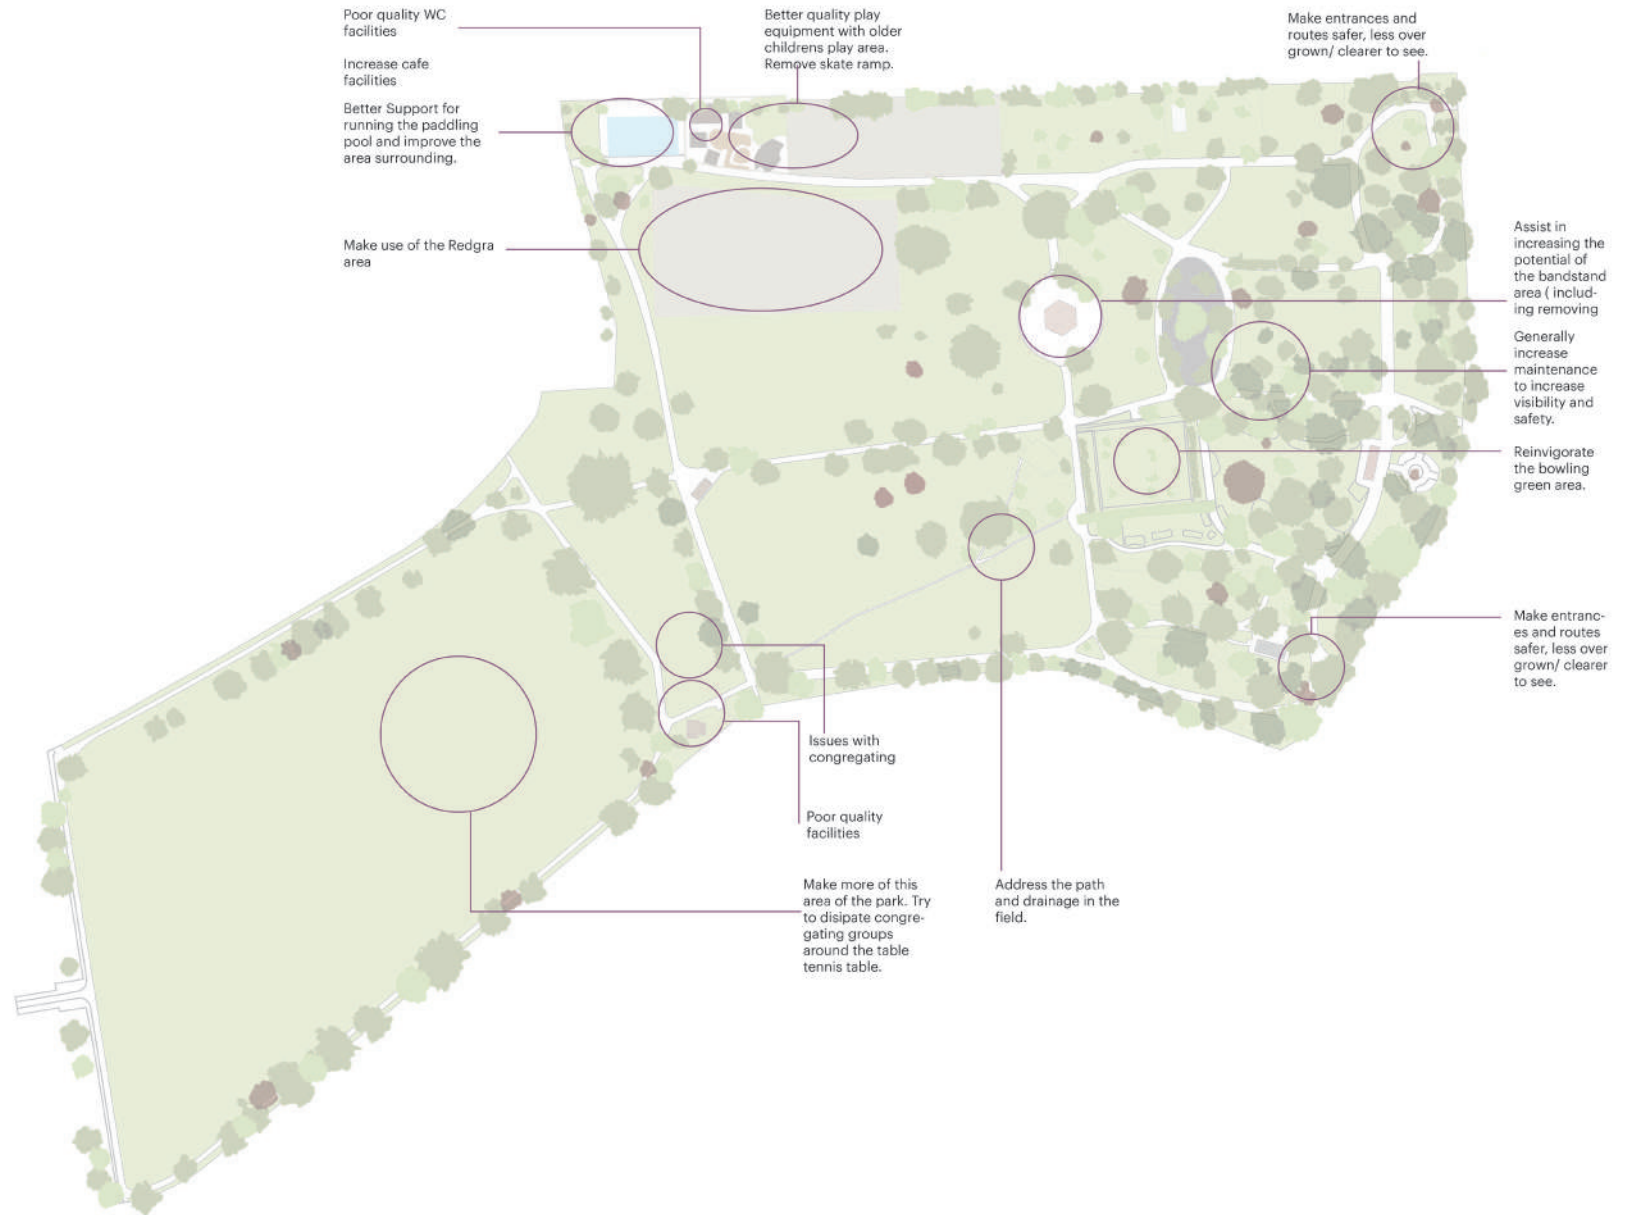 Poor quality WC
facilities
Increase cafe
facilities
Better Support for
running the paddling
pool and improve the
area surrounding.
Make use of the Redgra
area
Better quality play
equipment with older
childrens play area.
Remove skate ramp.
Make entrances and
routes safer, less over
grown/ clearer to see.
Assist in
increasing the
potential of
the bandstand
area ( includ-
ing removing
Generally
increase
maintenance
to increase
visibility and
safety.
Reinvigorate
the bowling
green area.
Make entranc-
es and routes
safer, less over
grown/ clearer
to see.
Issues with
congregating
Poor quality
facilities
Make more of this
area of the park. Try
to disipate congre-
gating groups
around the table
tennis table.
Address the path
and drainage in the
field.